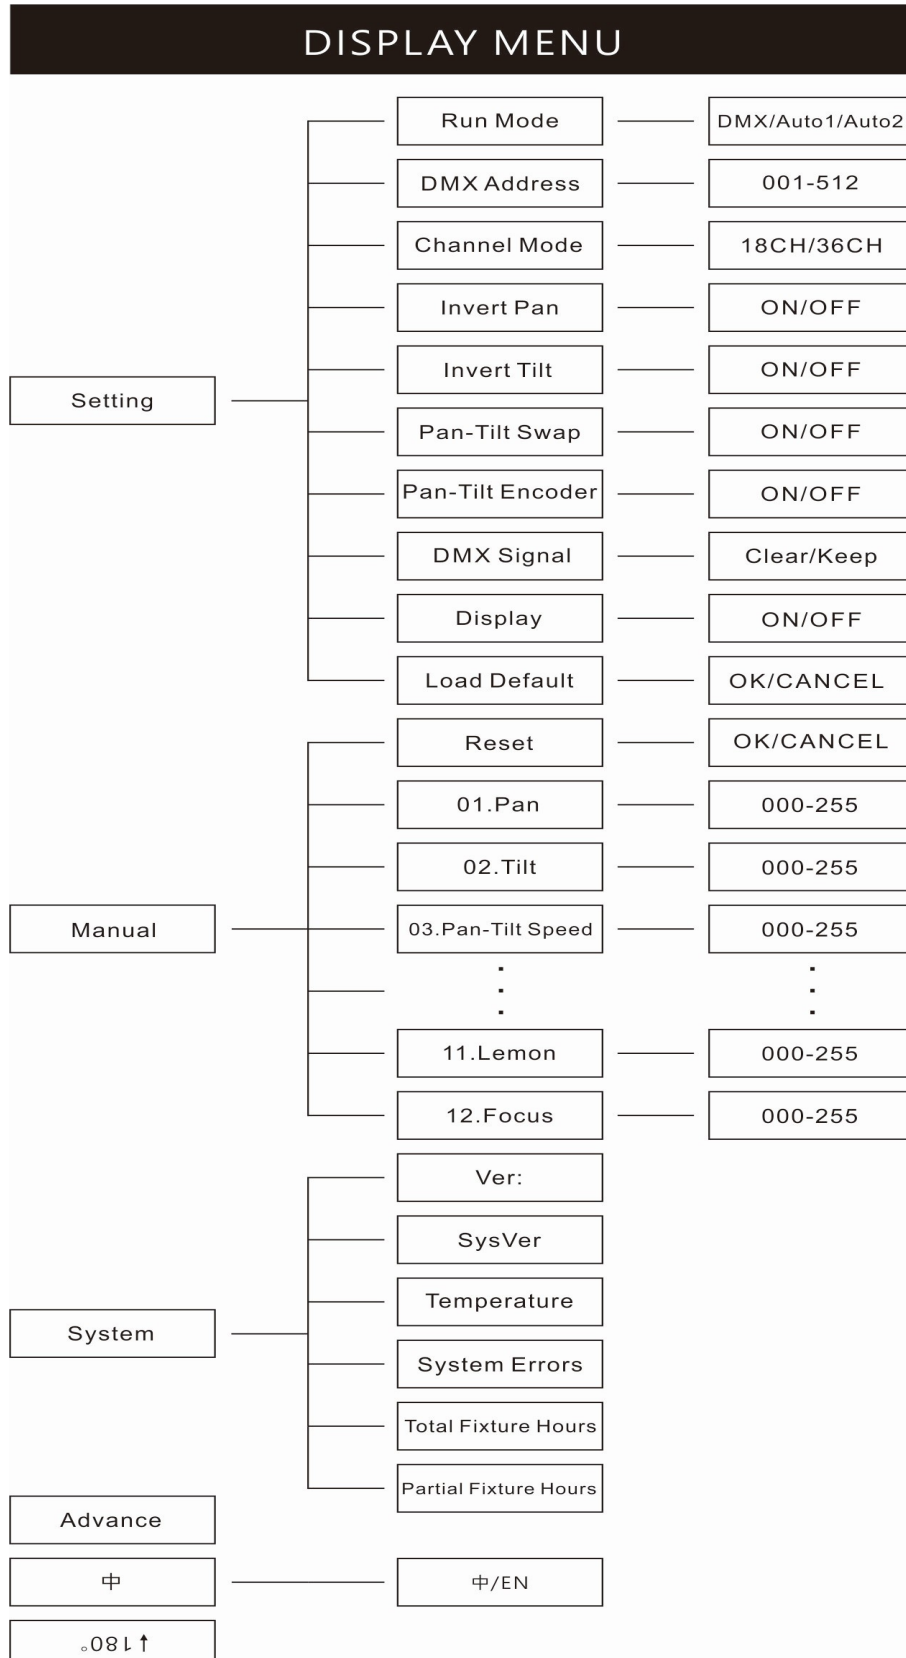 DISPLAY MENU
Run Mode
DMX/Auto1/Auto2
DMX Address
001-512
Channel Mode
18CH/36CH
Invert Pan
ON/OFF
Invert Tilt
ON/OFF
Setting
Pan-Tilt Swap
ON/OFF
Pan-Tilt Encoder
ON/OFF
DMX Signal
Clear/Keep
Display
ON/OFF
Load Default
OK/CANCEL
Reset
OK/CANCEL
01.Pan
000-255
02.Tilt
000-255
Manual
03.Pan-Tilt Speed
000-255
11.Lemon
000-255
12.Focus
000-255
Ver:
SysVer
Temperature
System
System Errors
Total Fixture Hours
Partial Fixture Hours
Advance
中
中/EN
↑180°